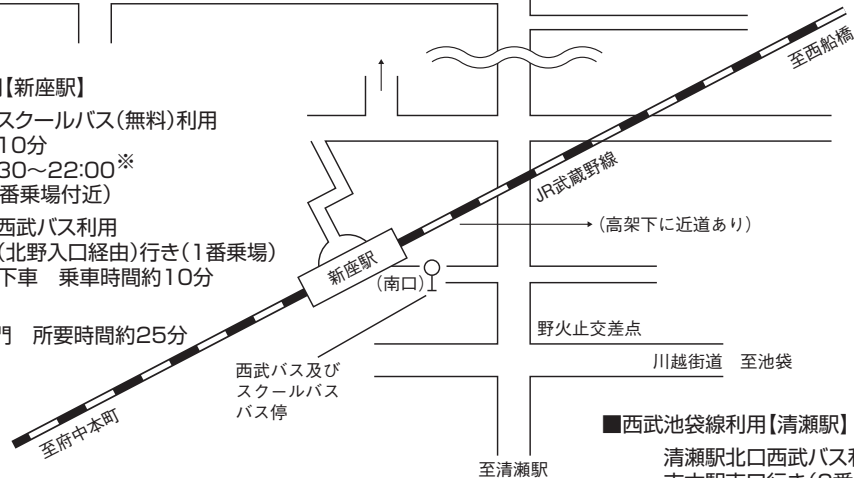 【新座駅】
スクールバス(無料)利用
10分
30～22:00※
番乗場付近)
西武バス利用
(北野入口経由)行き(1番乗場)
下車 乗車時間約10分
門 所要時間約25分
至西船橋
JR武蔵野線
(高架下に近道あり)
新座駅
(南口)
野火止交差点
川越街道 至池袋
西武バス及び
スクールバス
バス停
至府中本町
至清瀬駅
■西武池袋線利用【清瀬駅】
清瀬駅北口西武バス利